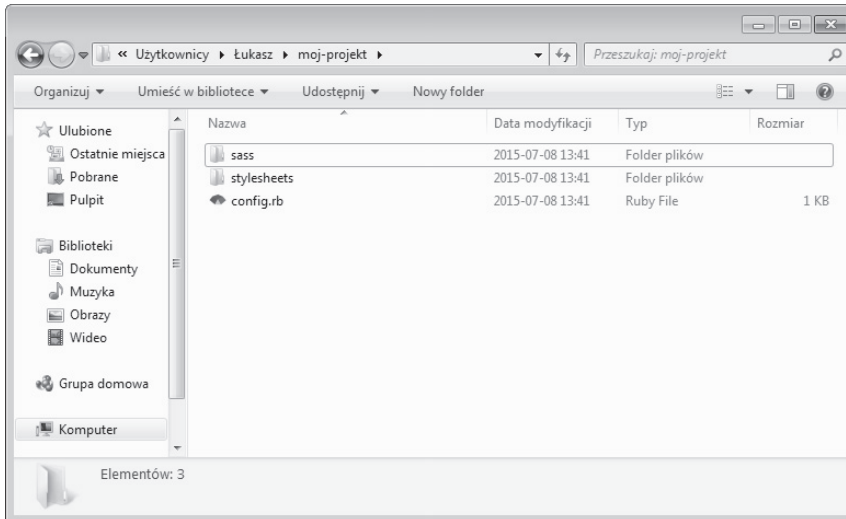 « Użytkownicy ▸ Łukasz ▸ moj-projekt ▸
Przeszukaj: moj-projekt
Organizuj Umieść w bibliotece Udostępnij Nowy folder
Nazwa Data modyfikacji Typ Rozmiar
sass 2015-07-08 13:41 Folder plików
stylesheets 2015-07-08 13:41 Folder plików
config.rb 2015-07-08 13:41 Ruby File 1 KB
Ulubione
Ostatnie miejsca
Pobrane
Pulpit
Biblioteki
Dokumenty
Muzyka
Obrazy
Wideo
Grupa domowa
Komputer
Elementów: 3